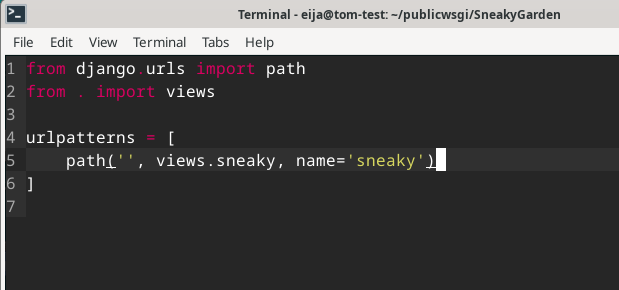 Terminal - eija@tom-test: ~/publicwsgi/SneakyGarden
File Edit View Terminal Tabs Help
1 from django.urls import path
2 from . import views
3
4 urlpatterns = [
5     path('', views.sneaky, name='sneaky')
6 ]
7